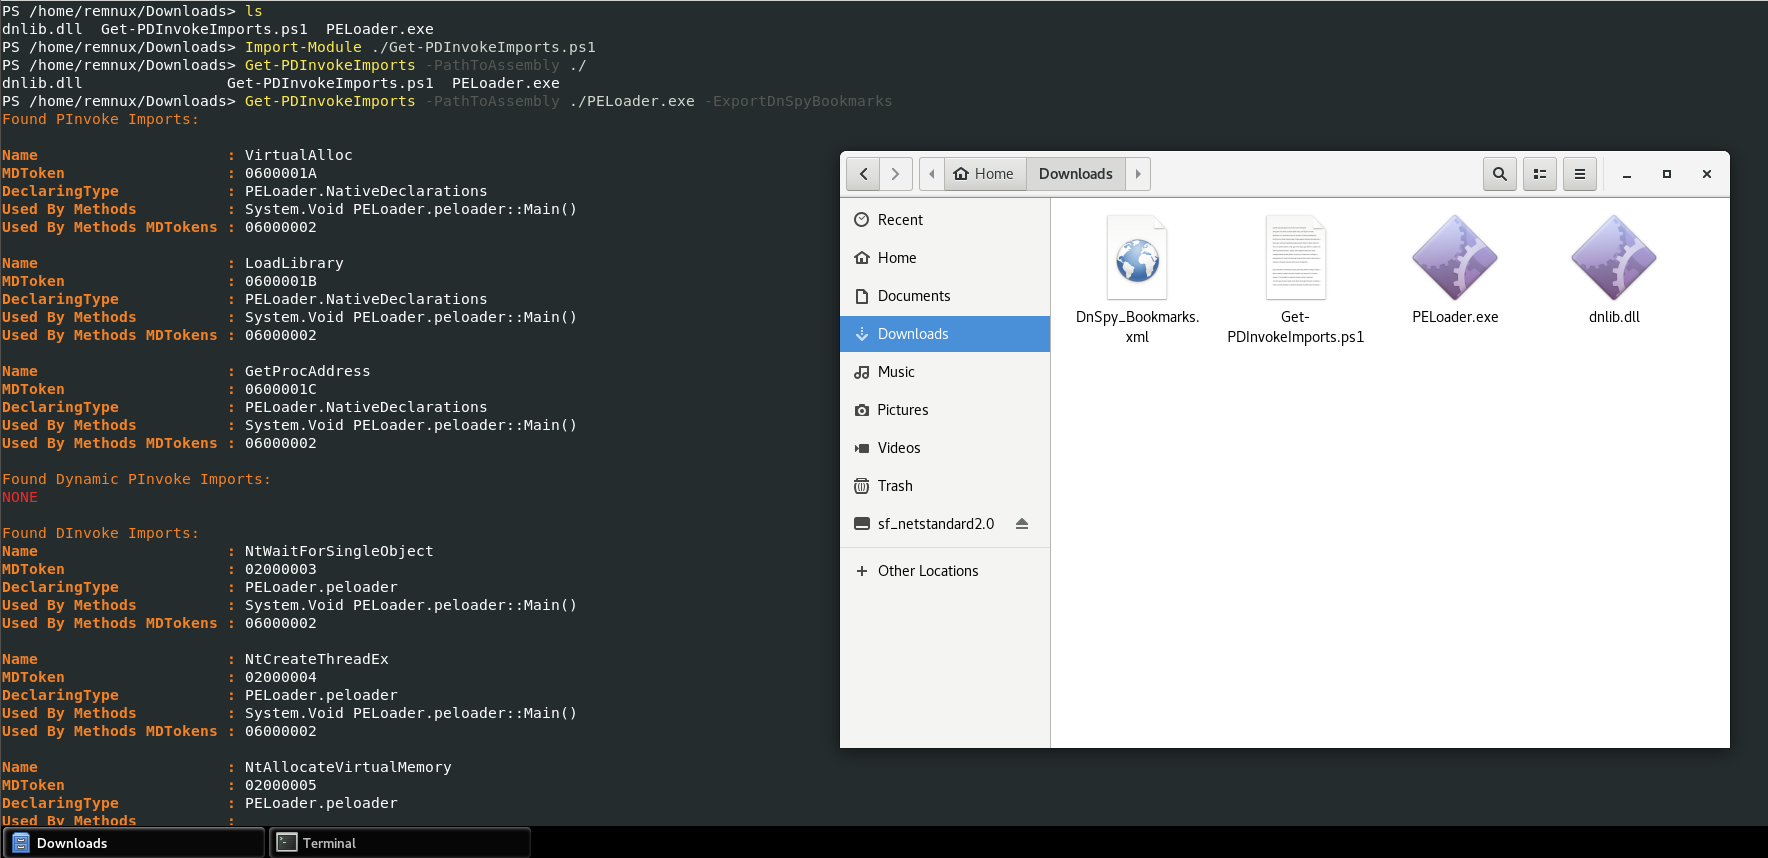 PS /home/remnux/Downloads> ls
dnlib.dll  Get-PDInvokeImports.ps1  PELoader.exe
PS /home/remnux/Downloads> Import-Module ./Get-PDInvokeImports.ps1
PS /home/remnux/Downloads> Get-PDInvokeImports -PathToAssembly ./
dnlib.dll                Get-PDInvokeImports.ps1  PELoader.exe
PS /home/remnux/Downloads> Get-PDInvokeImports -PathToAssembly ./PELoader.exe -ExportDnSpyBookmarks
Found PInvoke Imports:
Name                     : VirtualAlloc
MDToken                  : 0600001A
DeclaringType            : PELoader.NativeDeclarations
Used By Methods          : System.Void PELoader.peloader::Main()
Used By Methods MDTokens : 06000002
Name                     : LoadLibrary
MDToken                  : 0600001B
DeclaringType            : PELoader.NativeDeclarations
Used By Methods          : System.Void PELoader.peloader::Main()
Used By Methods MDTokens : 06000002
Name                     : GetProcAddress
MDToken                  : 0600001C
DeclaringType            : PELoader.NativeDeclarations
Used By Methods          : System.Void PELoader.peloader::Main()
Used By Methods MDTokens : 06000002
Found Dynamic PInvoke Imports:
NONE
Found DInvoke Imports:
Name                     : NtWaitForSingleObject
MDToken                  : 02000003
DeclaringType            : PELoader.peloader
Used By Methods          : System.Void PELoader.peloader::Main()
Used By Methods MDTokens : 06000002
Name                     : NtCreateThreadEx
MDToken                  : 02000004
DeclaringType            : PELoader.peloader
Used By Methods          : System.Void PELoader.peloader::Main()
Used By Methods MDTokens : 06000002
Name                     : NtAllocateVirtualMemory
MDToken                  : 02000005
DeclaringType            : PELoader.peloader
Used By Methods          :
Home
Downloads
Recent
Home
Documents
Downloads
Music
Pictures
Videos
Trash
sf_netstandard2.0
Other Locations
DnSpy_Bookmarks.
xml
Get-
PDInvokeImports.ps1
PELoader.exe
dnlib.dll
Downloads
Terminal